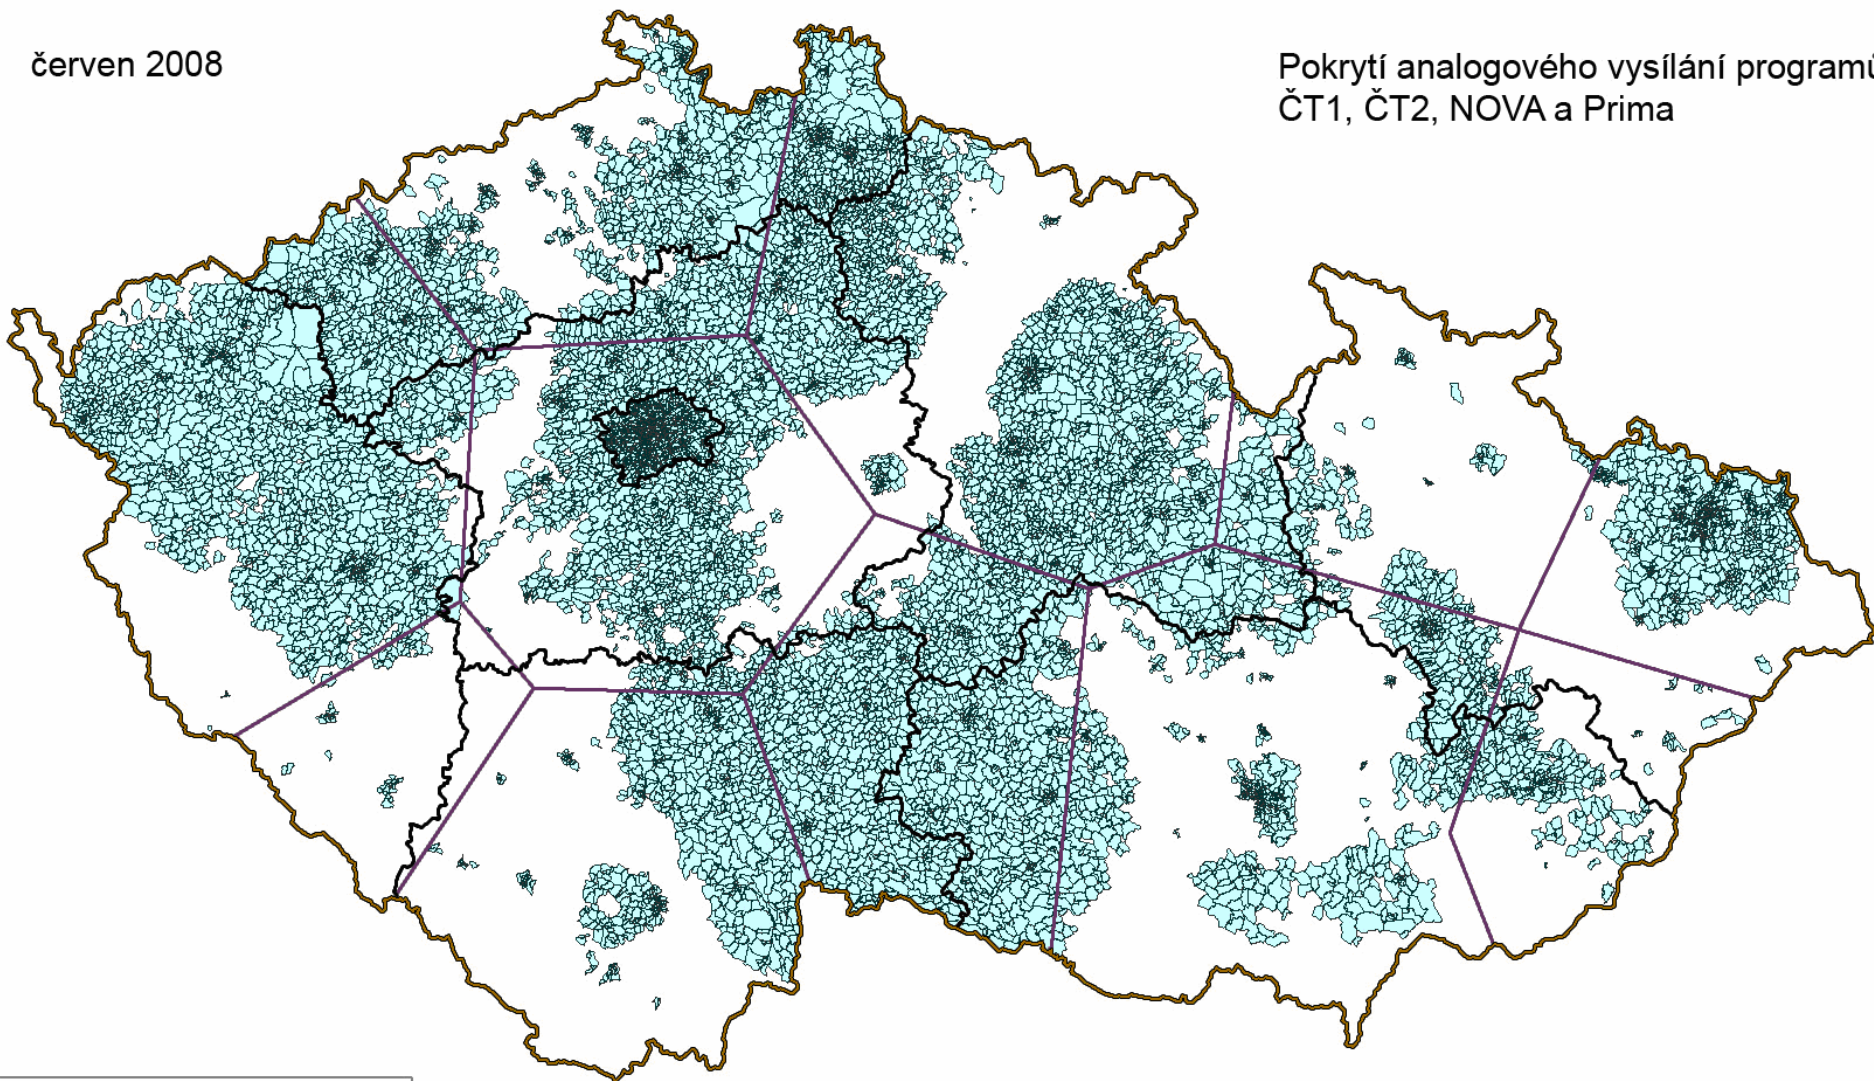 červen 2008
Pokrytí analogového vysílání programů
ČT1, ČT2, NOVA a Prima